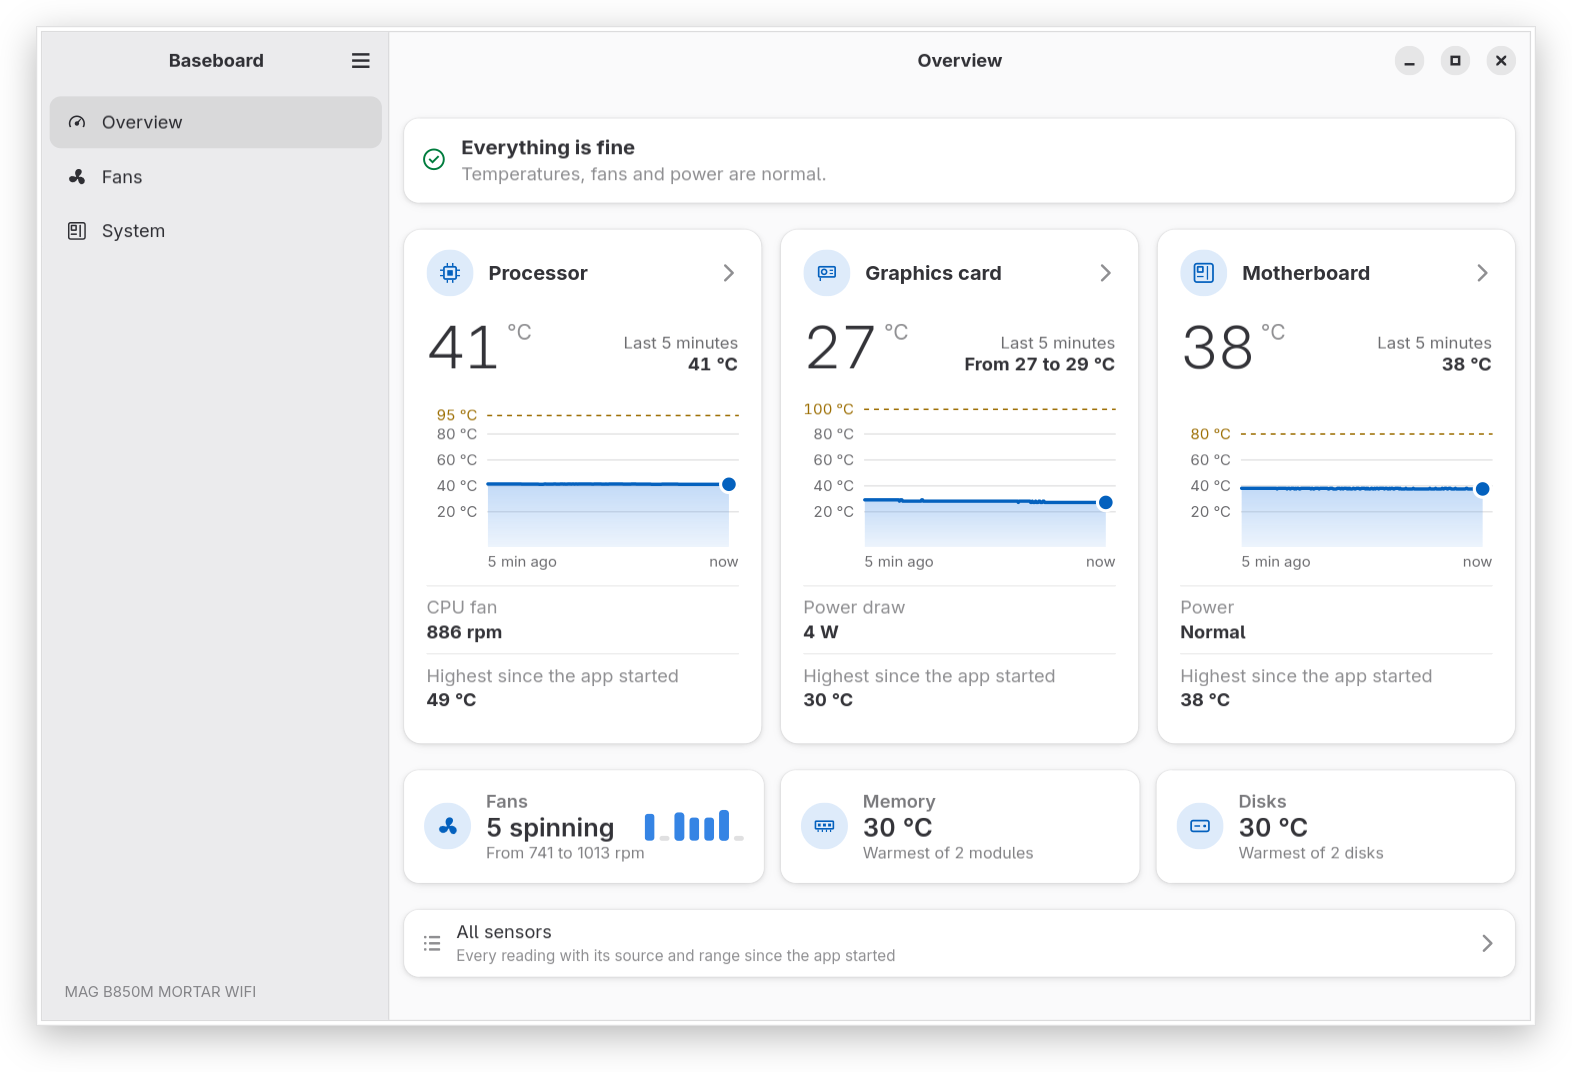 Baseboard
Overview
Overview
Fans
System
Everything is fine
Temperatures, fans and power are normal.
Processor
41 °C
Last 5 minutes
41 °C
95 °C
80 °C
60 °C
40 °C
20 °C
5 min ago
now
CPU fan
886 rpm
Highest since the app started
49 °C
Graphics card
27 °C
Last 5 minutes
From 27 to 29 °C
100 °C
80 °C
60 °C
40 °C
20 °C
5 min ago
now
Power draw
4 W
Highest since the app started
30 °C
Motherboard
38 °C
Last 5 minutes
38 °C
80 °C
60 °C
40 °C
20 °C
5 min ago
now
Power
Normal
Highest since the app started
38 °C
Fans
5 spinning
From 741 to 1013 rpm
Memory
30 °C
Warmest of 2 modules
Disks
30 °C
Warmest of 2 disks
All sensors
Every reading with its source and range since the app started
MAG B850M MORTAR WIFI